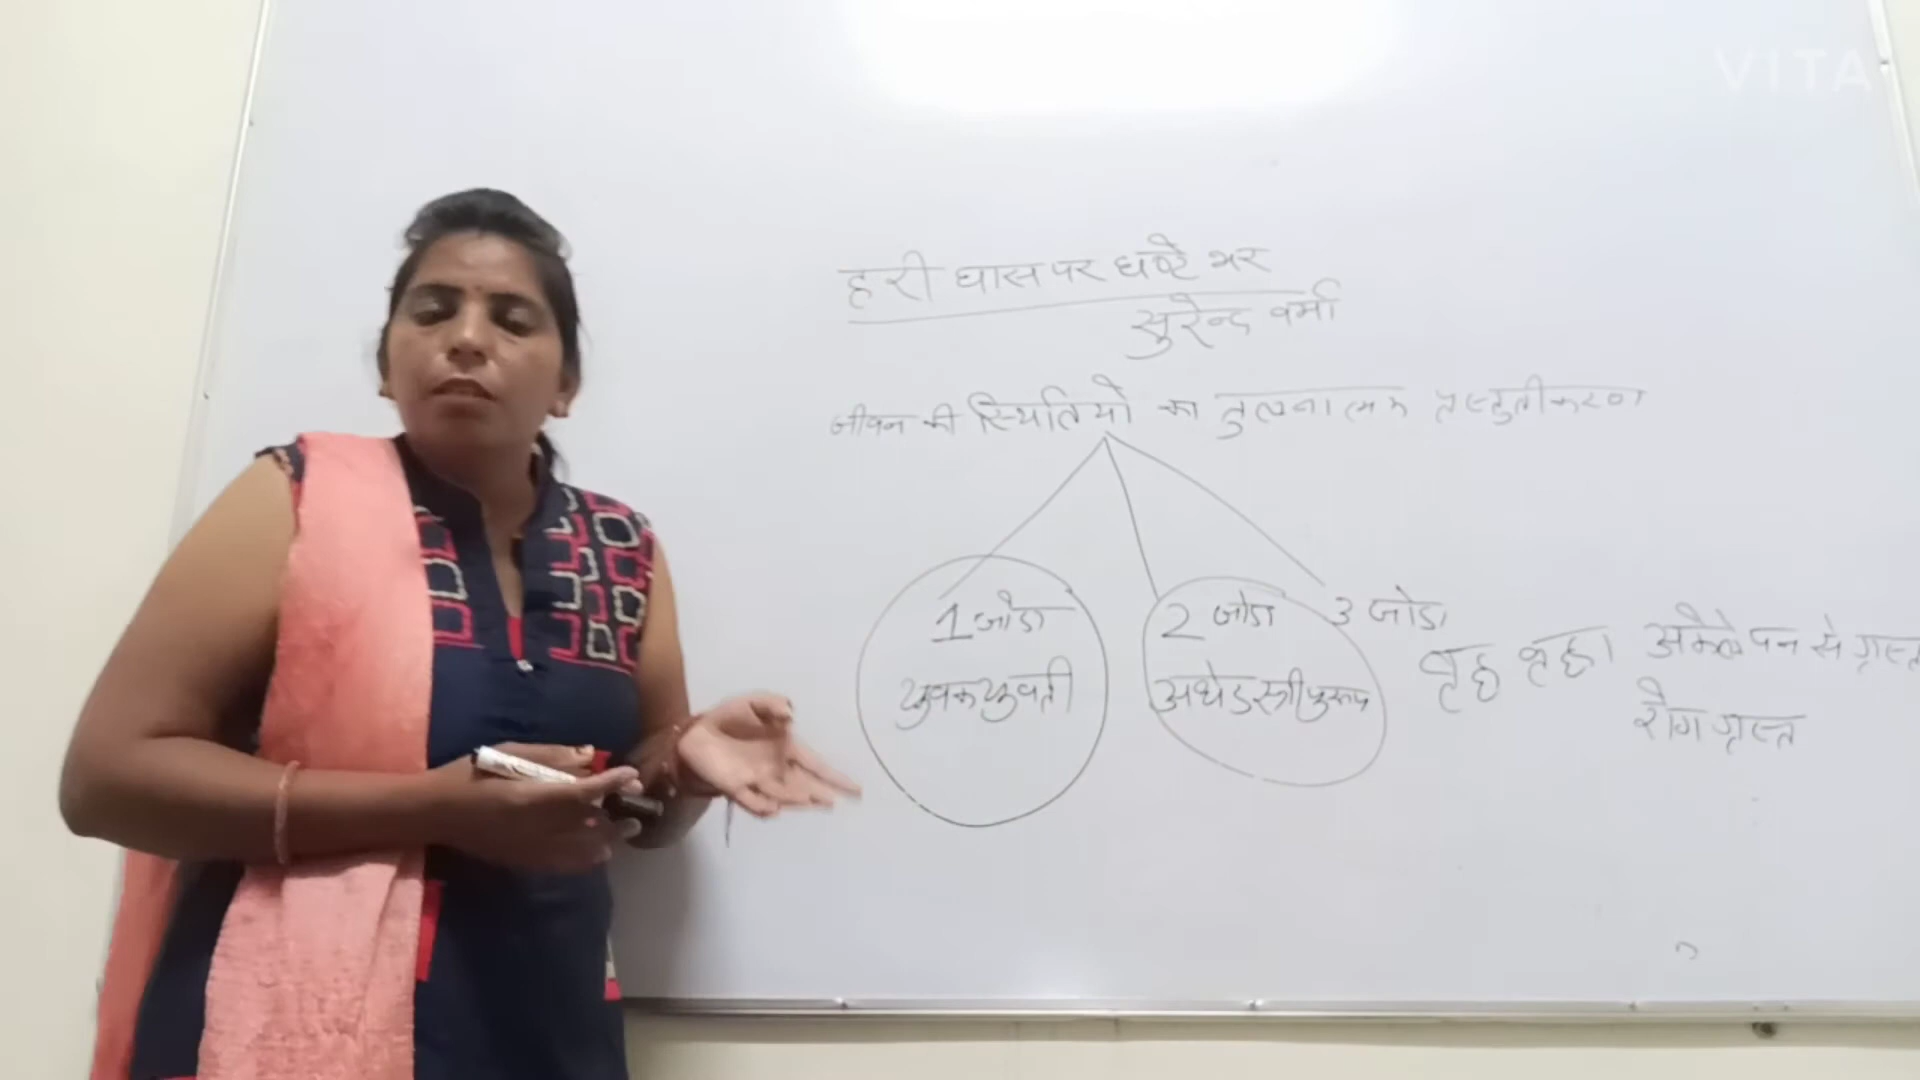 VITA
हरी घास पर घण्टे भर
सुरेन्द्र वर्मा
जीवन की स्थितियों का तुलनात्मक प्रस्तुतीकरण
1 जोडा 2 जोडा 3 जोडा
युवक युवती अधेड स्त्री पुरूष वृद्ध वृद्धा अकेलेपन से ग्रस्त
रोग ग्रस्त